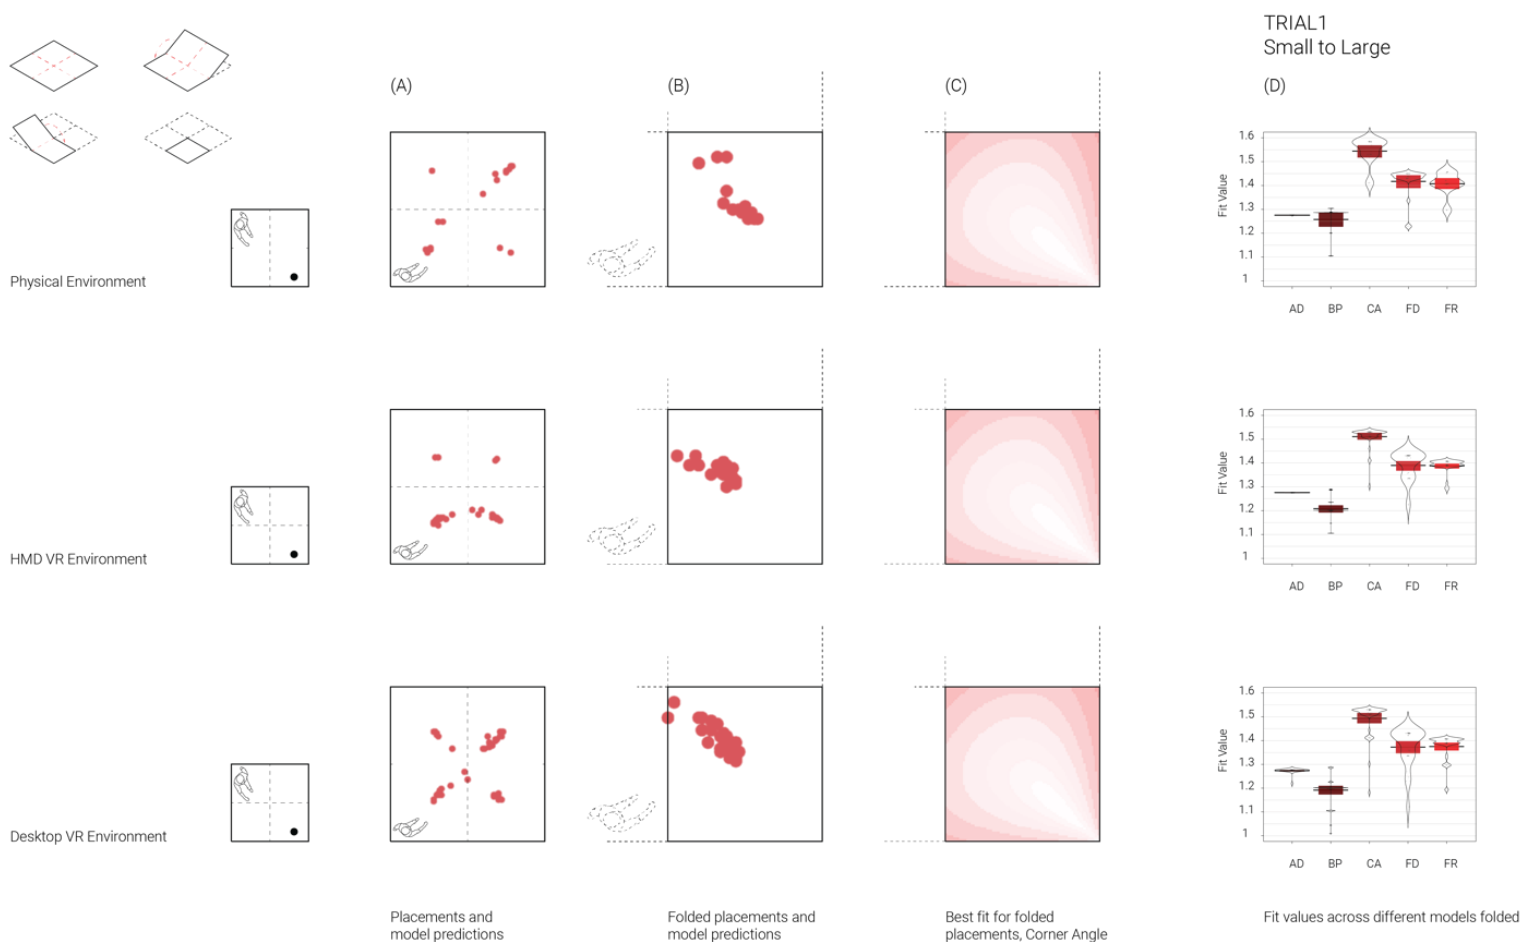 TRIAL1
Small to Large
(A)
(B)
(C)
(D)
Physical Environment
Fit Value
1.6
1.5
1.4
1.3
1.2
1.1
1
AD BP CA FD FR
HMD VR Environment
Fit Value
1.6
1.5
1.4
1.3
1.2
1.1
1
AD BP CA FD FR
Desktop VR Environment
Fit Value
1.6
1.5
1.4
1.3
1.2
1.1
1
AD BP CA FD FR
Placements and
model predictions
Folded placements and
model predictions
Best fit for folded
placements, Corner Angle
Fit values across different models folded